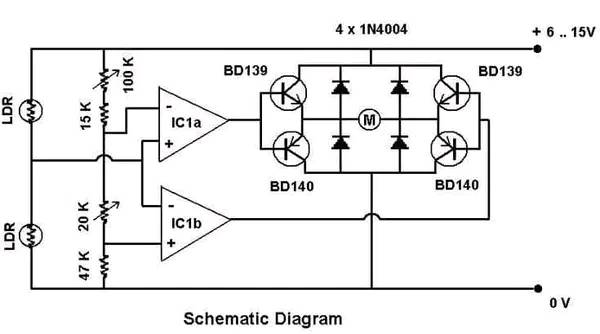 4 x 1N4004
+ 6 .. 15V
BD139
BD139
LDR
100 K
15 K
-
IC1a
+
M
BD140
BD140
LDR
20 K
-
IC1b
+
47 K
0 V
Schematic Diagram